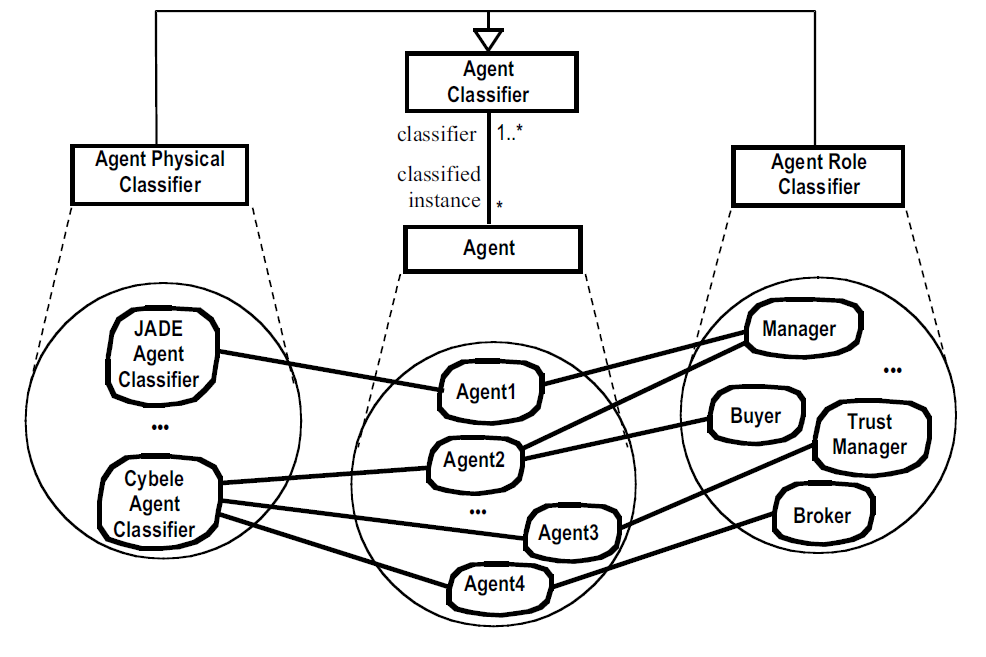 Agent
Classifier
classifier
1..*
classified
instance
*
Agent
Agent Physical
Classifier
Agent Role
Classifier
JADE
Agent
Classifier
...
Cybele
Agent
Classifier
Agent1
Agent2
...
Agent3
Agent4
Manager
...
Buyer
Trust
Manager
Broker